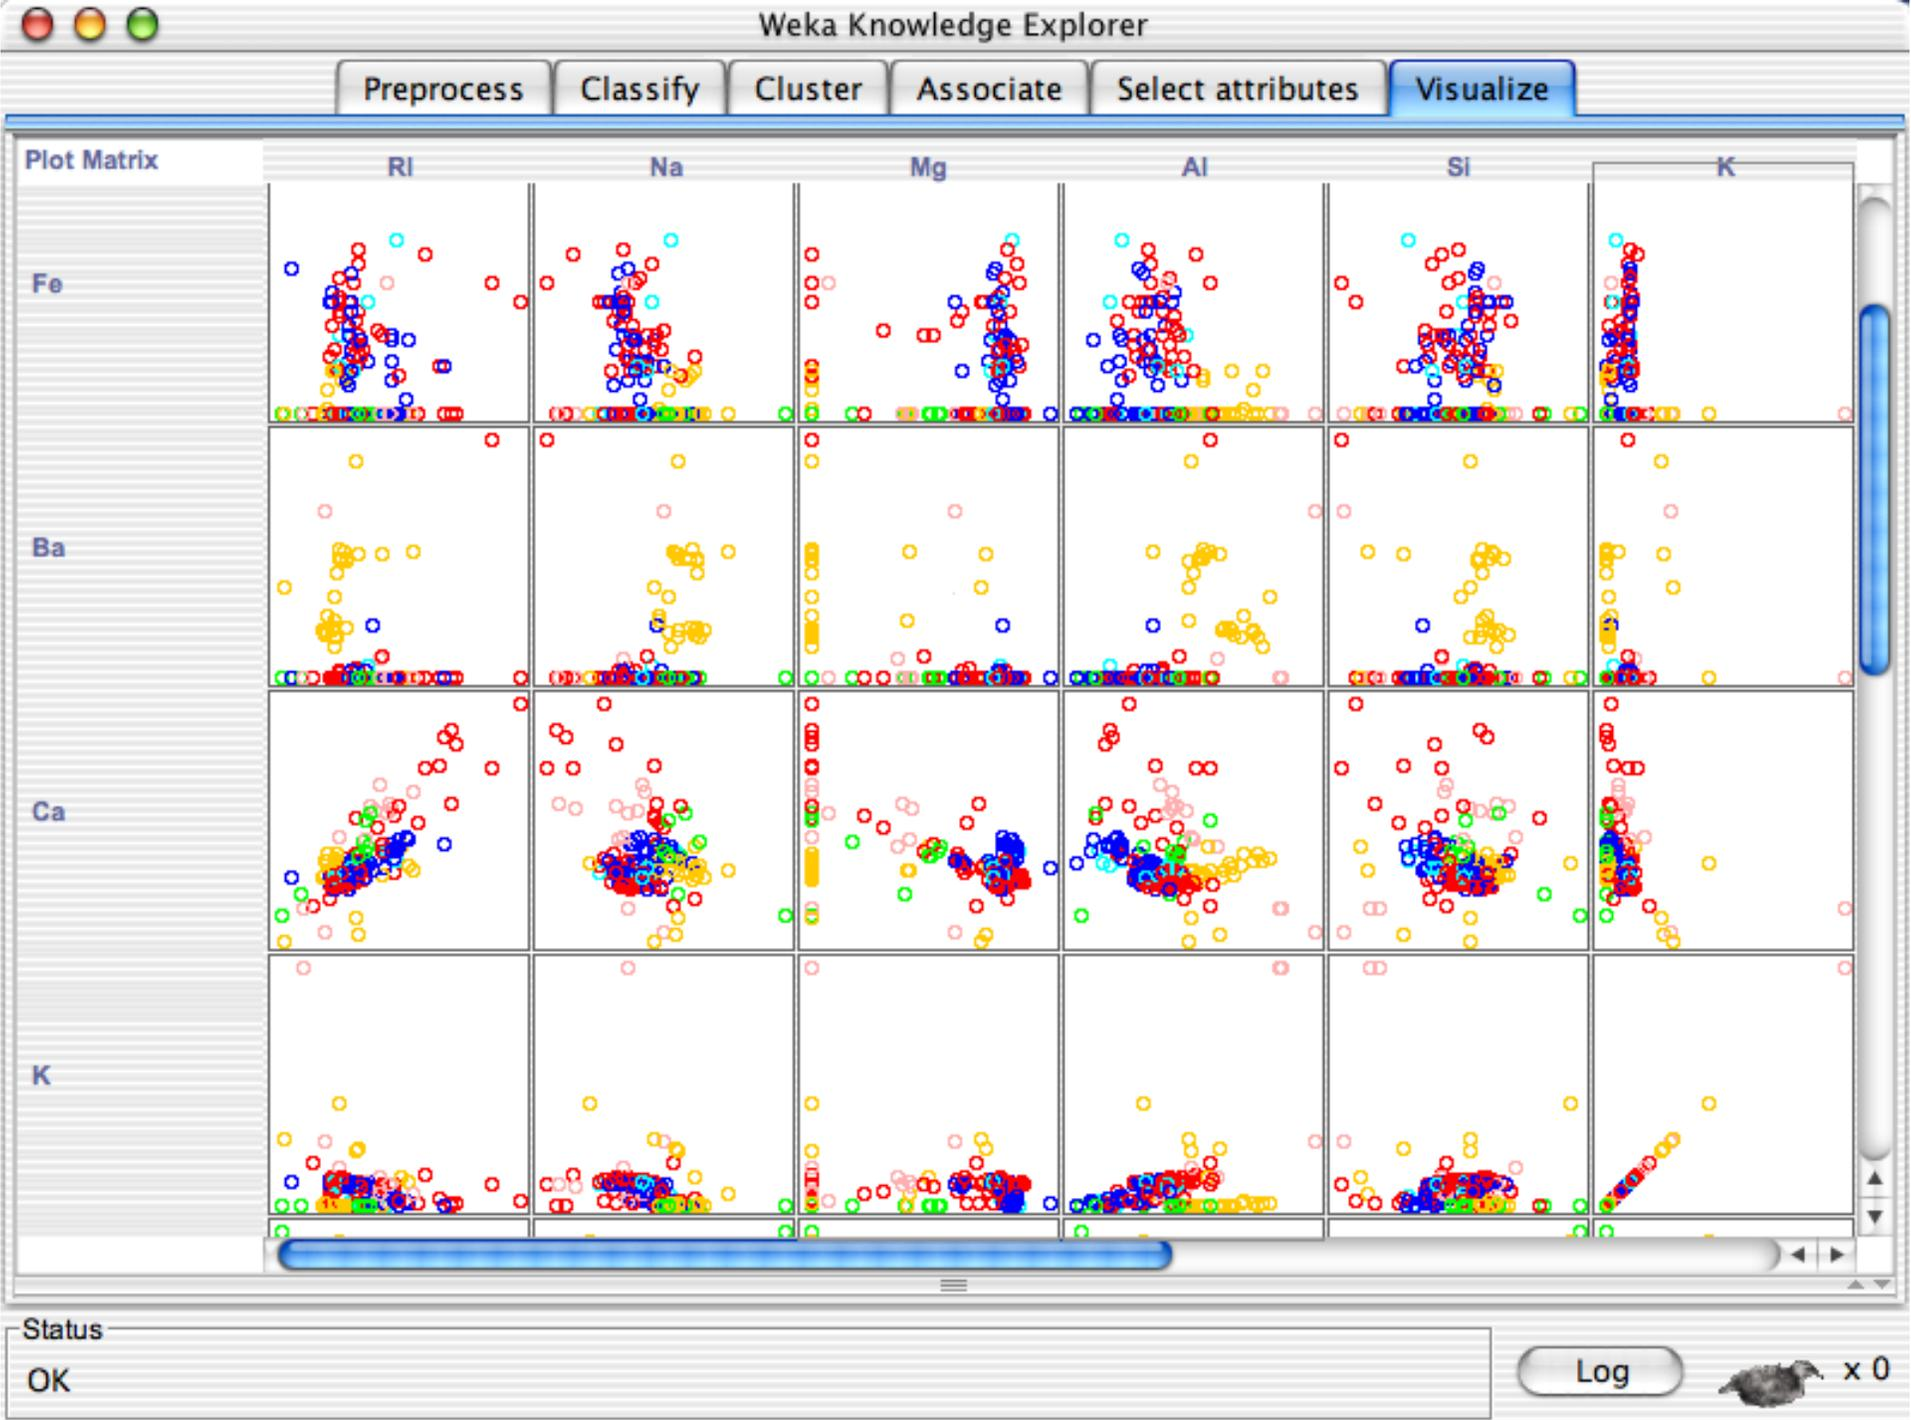 Weka Knowledge Explorer
Preprocess Classify Cluster Associate Select attributes Visualize
Plot Matrix RI Na Mg Al Si K
Fe
Ba
Ca
K
Status
OK
Log x 0